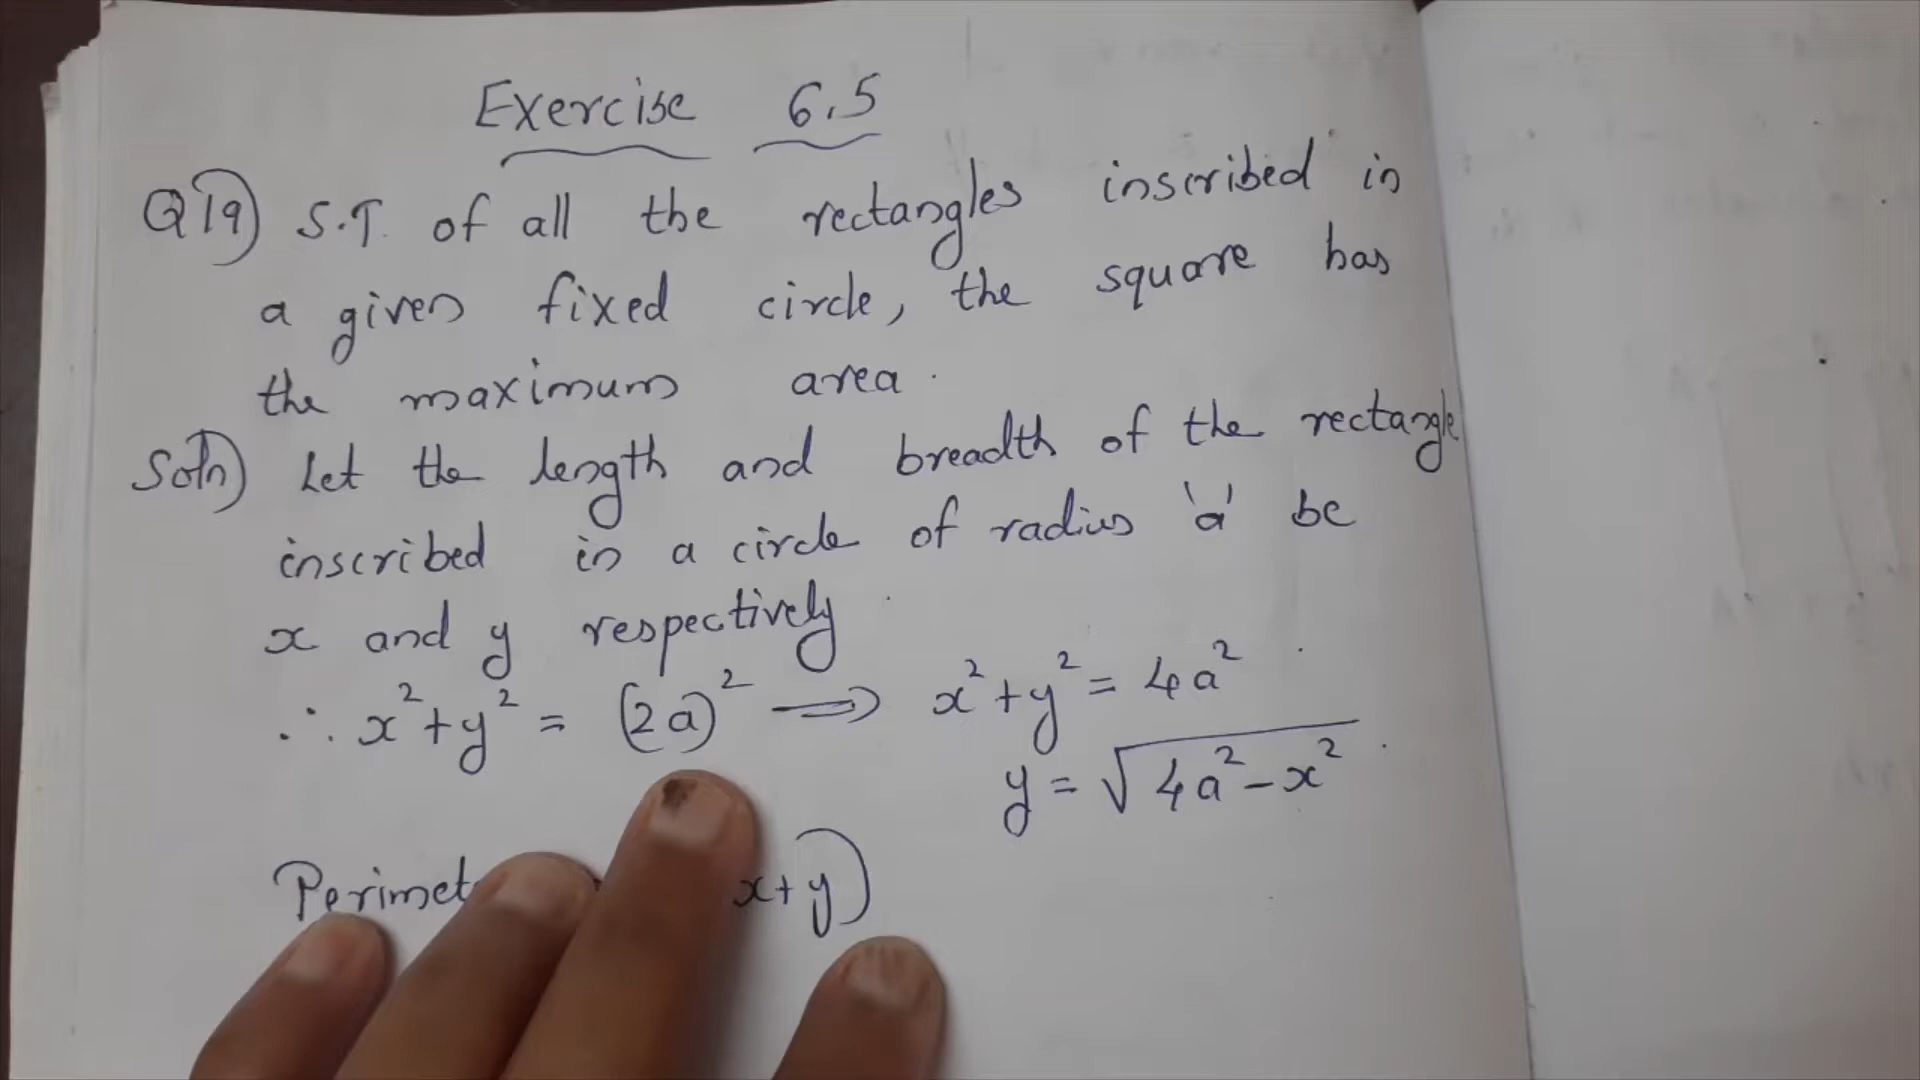 Exercise 6.5
Q19) S.T. of all the rectangles inscribed in
a given fixed circle, the square has
the maximum area.
Soln) Let the length and breadth of the rectangle
inscribed in a circle of radius 'a' be
x and y respectively
∴ x² + y² = (2a)² ⟹ x² + y² = 4a²
y = √(4a² - x²)
x + y)